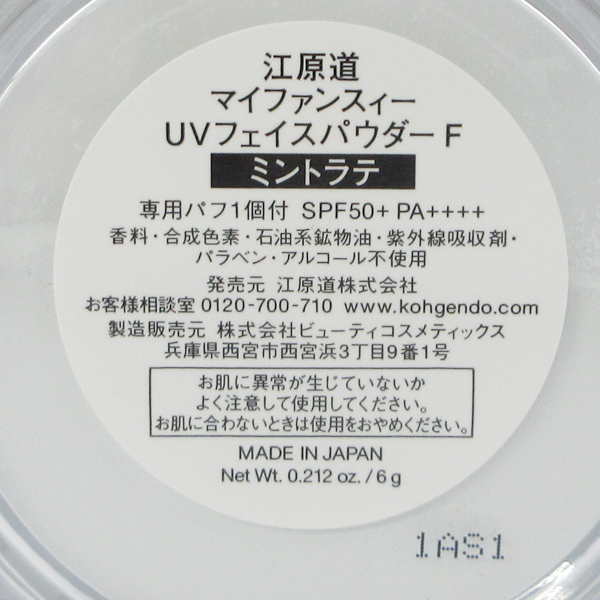 江原道
マイファンスィー
UVフェイスパウダー F
ミントラテ
専用パフ1個付 SPF50+ PA++++
香料・合成色素・石油系鉱物油・紫外線吸収剤・
パラベン・アルコール不使用
発売元 江原道株式会社
お客様相談室 0120-700-710 www.kohgendo.com
製造販売元 株式会社ビューティコスメティックス
兵庫県西宮市西宮浜3丁目9番1号
お肌に異常が生じていないか
よく注意して使用してください。
お肌に合わないときは使用をおやめください。
MADE IN JAPAN
Net Wt. 0.212 oz. / 6 g
1AS1